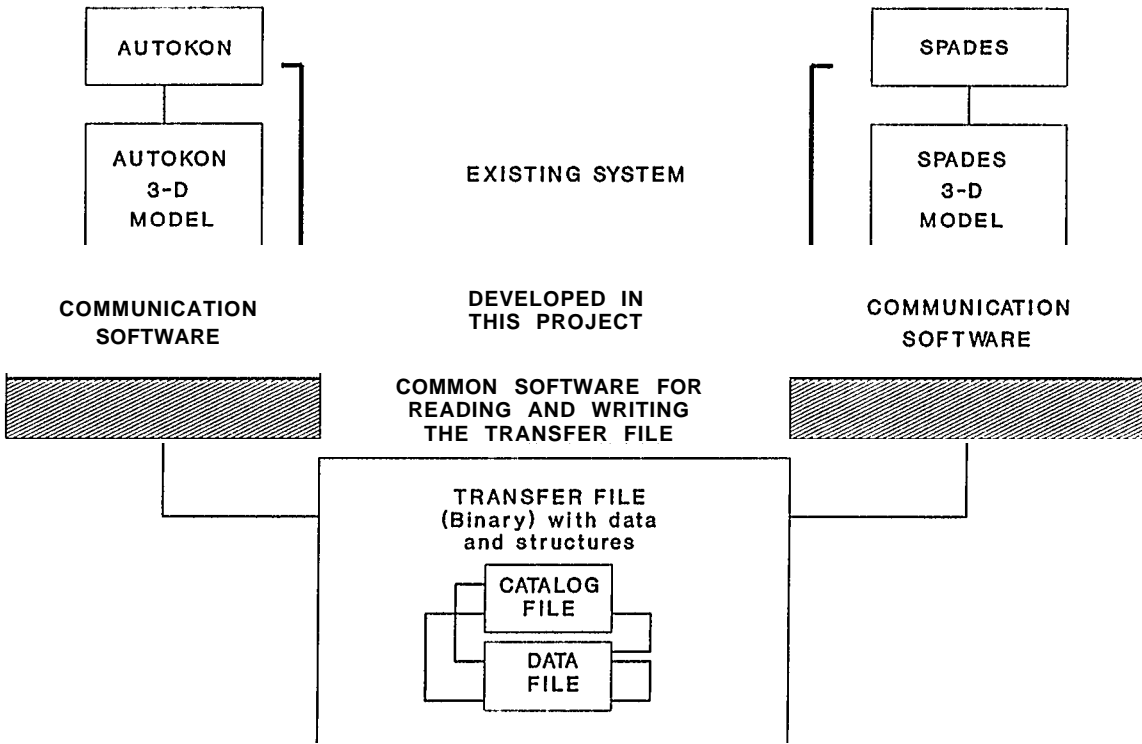 AUTOKON
SPADES
AUTOKON
3-D
MODEL
EXISTING SYSTEM
SPADES
3-D
MODEL
COMMUNICATION
SOFTWARE
DEVELOPED IN
THIS PROJECT
COMMUNICATION
SOFTWARE
COMMON SOFTWARE FOR
READING AND WRITING
THE TRANSFER FILE
TRANSFER FILE
(Binary) with data
and structures
CATALOG
FILE
DATA
FILE